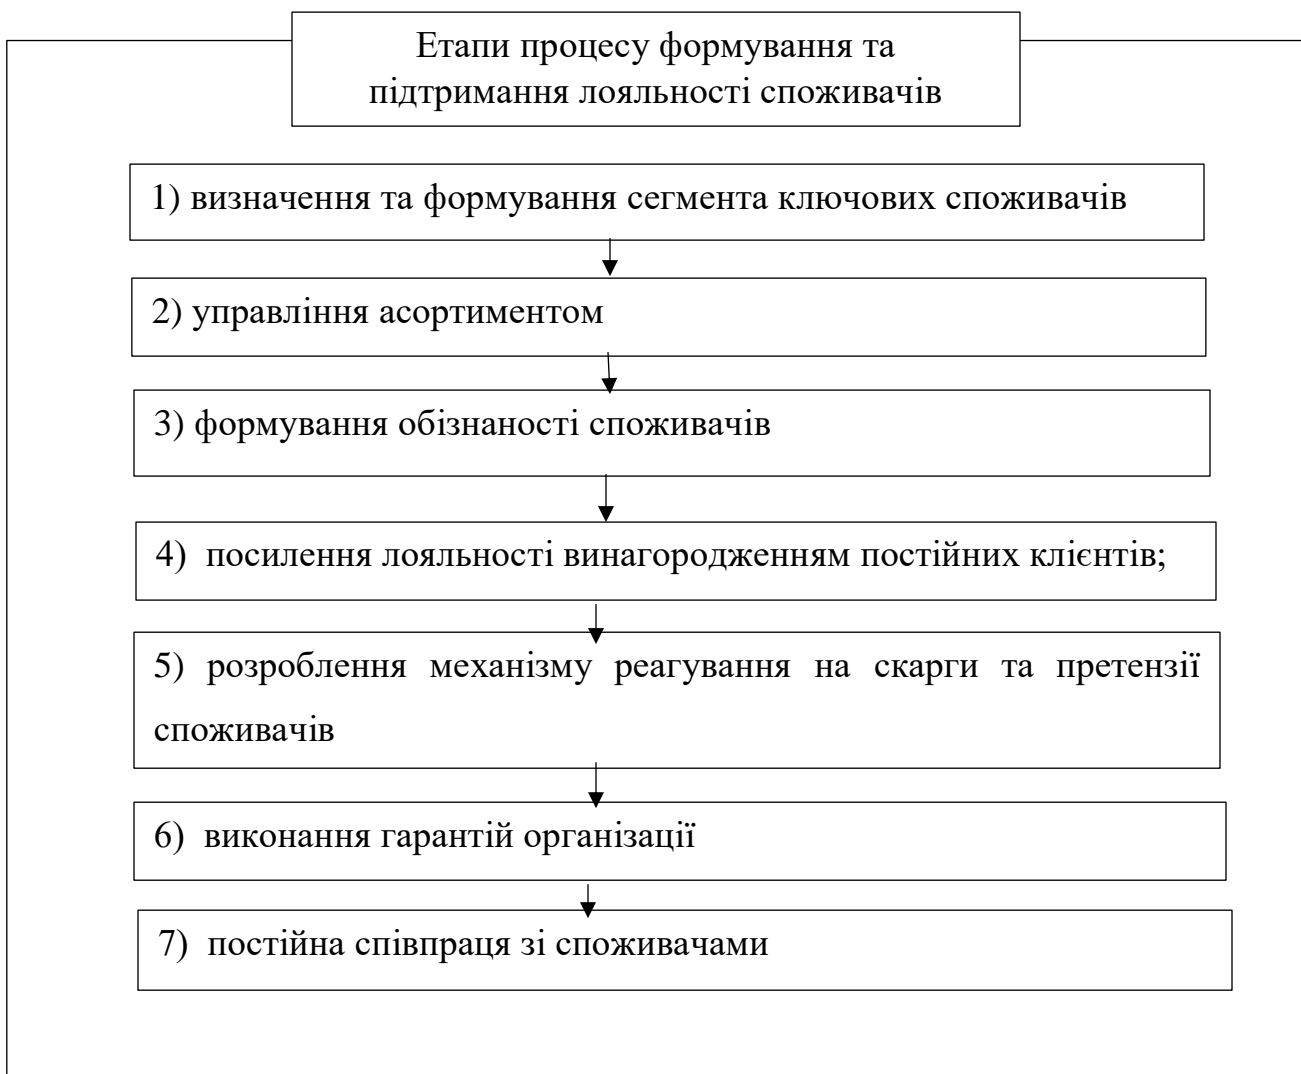 Етапи процесу формування та
підтримання лояльності споживачів
1) визначення та формування сегмента ключових споживачів
2) управління асортиментом
3) формування обізнаності споживачів
4) посилення лояльності винагородженням постійних клієнтів;
5) розроблення механізму реагування на скарги та претензії
споживачів
6) виконання гарантій організації
7) постійна співпраця зі споживачами